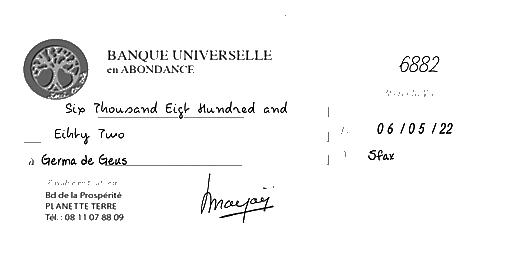 BANQUE UNIVERSELLE
en ABONDANCE
6882
Six Thousand Eigt Hundred and
Eihty Two
06/05/22
à Germa de Geus
Sfax
Bd de la Prospérité
PLANETTE TERRE
Tél. : 08 11 07 88 09